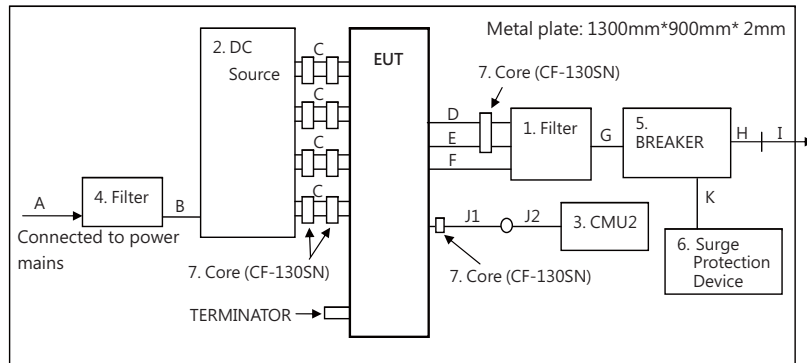 Metal plate: 1300mm*900mm* 2mm
2. DC
Source
C
C
C
C
EUT
7. Core (CF-130SN)
D
E
F
1. Filter
G
5.
BREAKER
H
I
K
6. Surge
Protection
Device
A
4. Filter
B
Connected to power
mains
7. Core (CF-130SN)
J1
J2
3. CMU2
7. Core (CF-130SN)
TERMINATOR